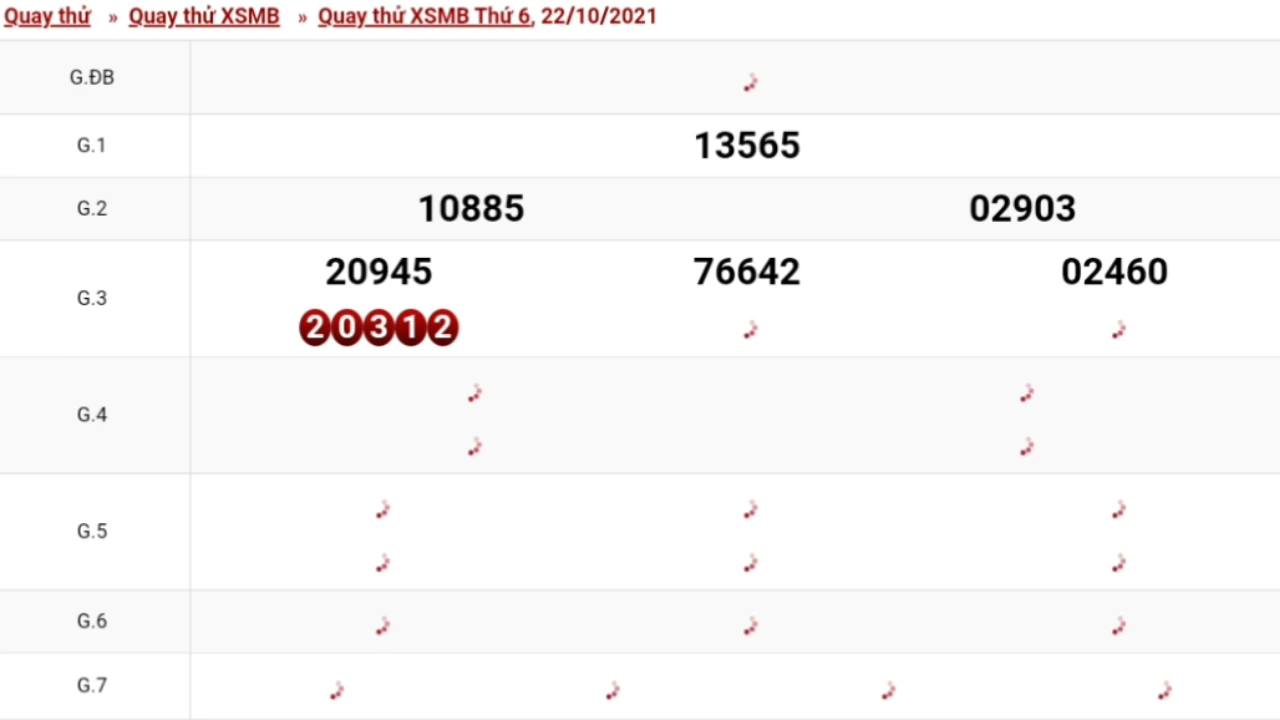 Quay thử » Quay thử XSMB » Quay thử XSMB Thứ 6, 22/10/2021
G.ĐB
G.1 13565
G.2 10885 02903
G.3 20945 76642 02460
20312
G.4
G.5
G.6
G.7